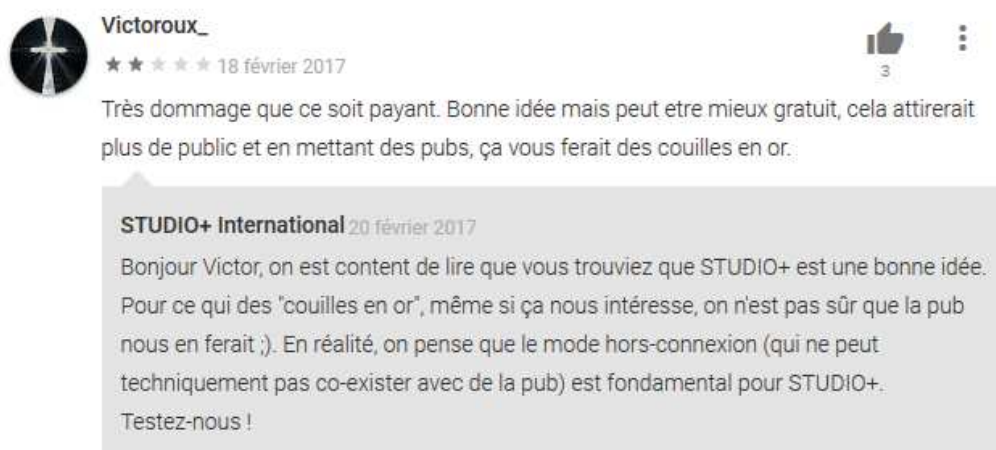 Victoroux_
18 février 2017
3
Très dommage que ce soit payant. Bonne idée mais peut etre mieux gratuit, cela attirerait
plus de public et en mettant des pubs, ça vous ferait des couilles en or.
STUDIO+ International 20 février 2017
Bonjour Victor, on est content de lire que vous trouviez que STUDIO+ est une bonne idée.
Pour ce qui des "couilles en or", même si ça nous intéresse, on n'est pas sûr que la pub
nous en ferait ;). En réalité, on pense que le mode hors-connexion (qui ne peut
techniquement pas co-exister avec de la pub) est fondamental pour STUDIO+.
Testez-nous !